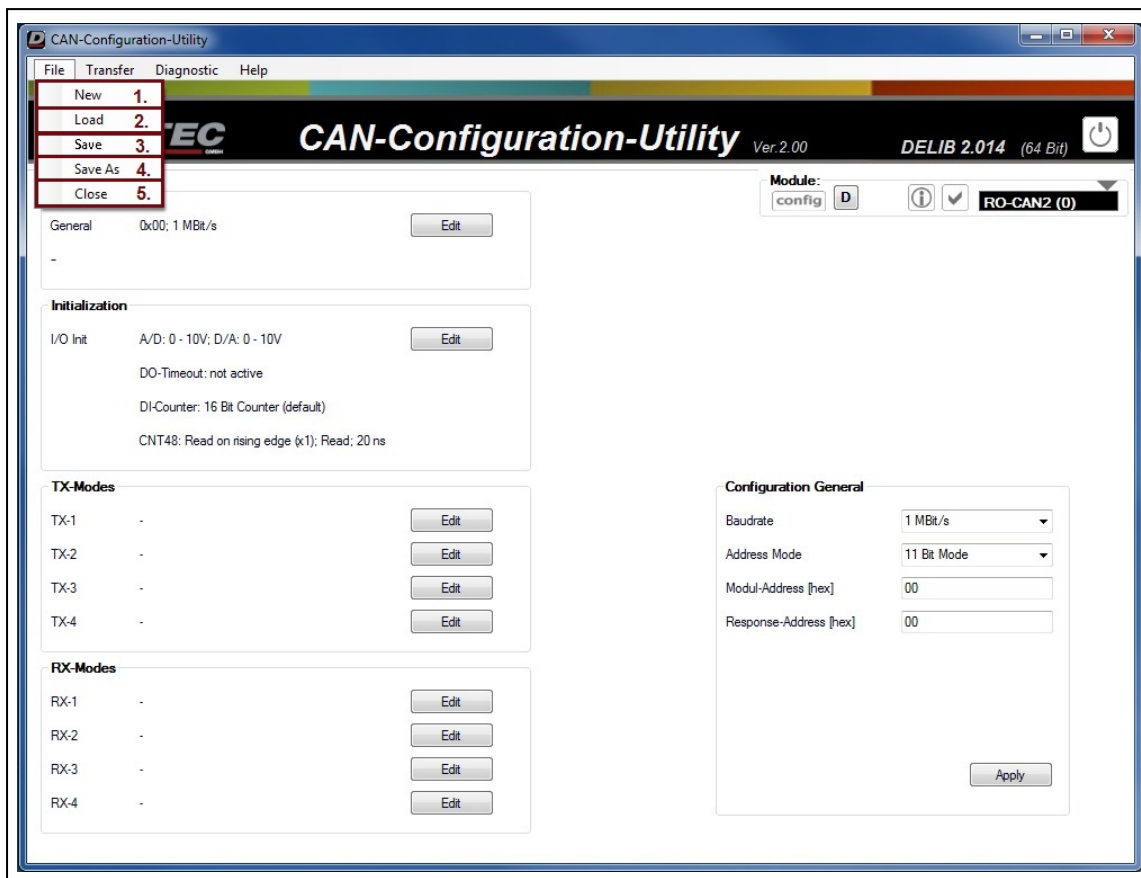 CAN-Configuration-Utility
File Transfer Diagnostic Help
New 1.
Load 2.
Save 3.
Save As 4.
Close 5.
TEC
GMBH
CAN-Configuration-Utility Ver.2.00
DELIB 2.014 (64 Bit)
Module:
config D
RO-CAN2 (0)
General 0x00; 1 MBit/s Edit
-
Initialization
I/O Init A/D: 0 - 10V; D/A: 0 - 10V Edit
DO-Timeout: not active
DI-Counter: 16 Bit Counter (default)
CNT48: Read on rising edge (x1); Read; 20 ns
TX-Modes
TX-1 - Edit
TX-2 - Edit
TX-3 - Edit
TX-4 - Edit
RX-Modes
RX-1 - Edit
RX-2 - Edit
RX-3 - Edit
RX-4 - Edit
Configuration General
Baudrate 1 MBit/s
Address Mode 11 Bit Mode
Modul-Address [hex] 00
Response-Address [hex] 00
Apply